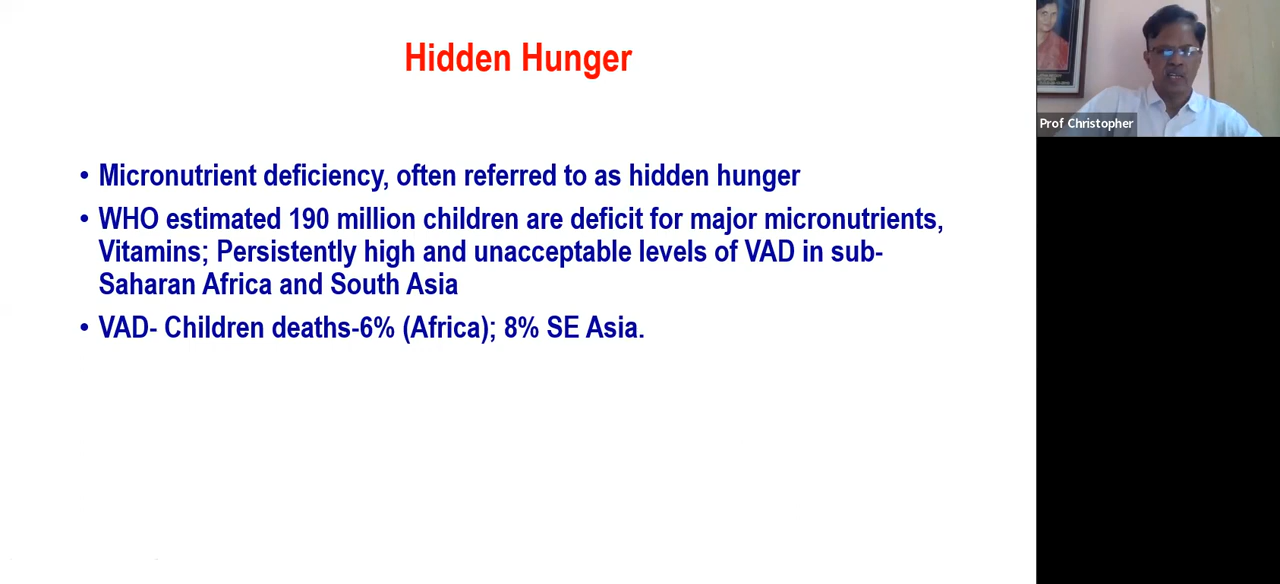 Hidden Hunger
• Micronutrient deficiency, often referred to as hidden hunger
• WHO estimated 190 million children are deficit for major micronutrients,
Vitamins; Persistently high and unacceptable levels of VAD in sub-
Saharan Africa and South Asia
• VAD- Children deaths-6% (Africa); 8% SE Asia.
Prof Christopher